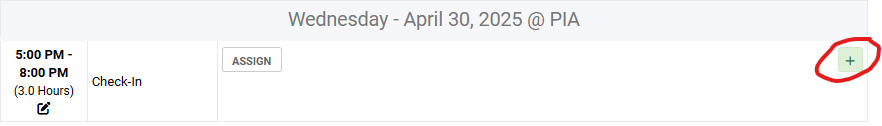 Wednesday - April 30, 2025 @ PIA
5:00 PM -
8:00 PM
(3.0 Hours)
Check-In
ASSIGN
+